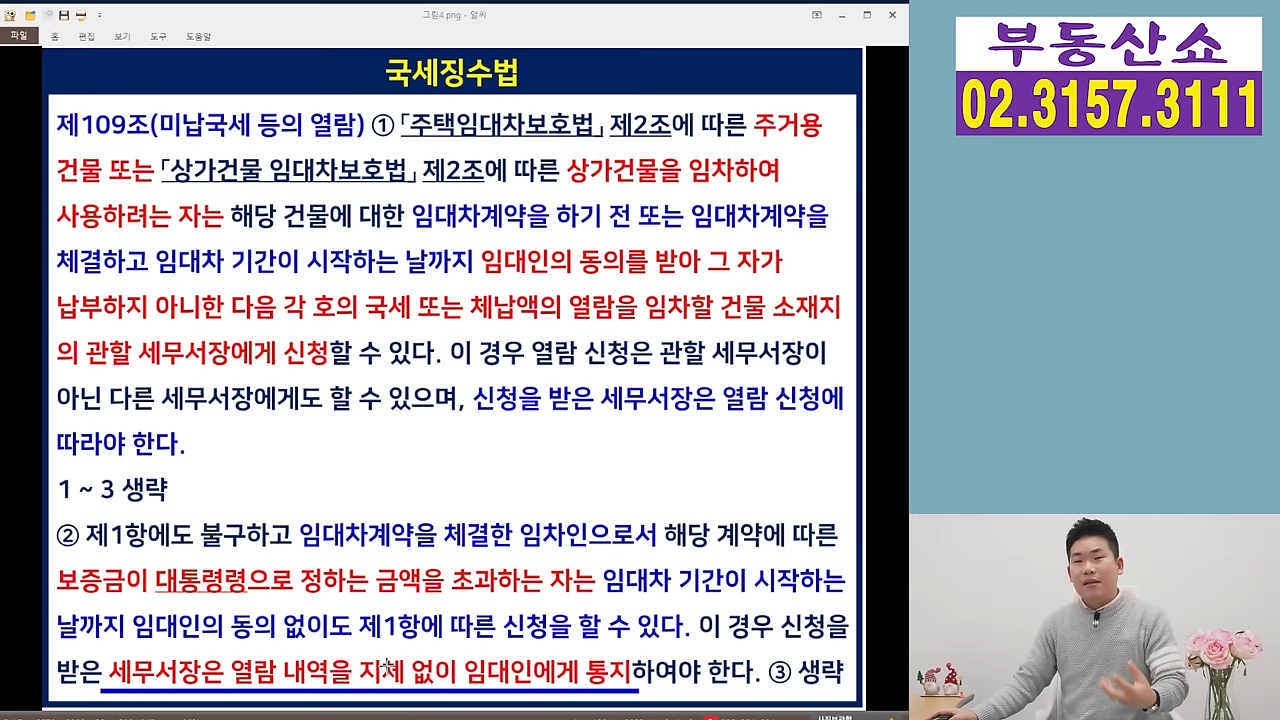 그림4.png - 알씨
파일 홈 편집 보기 도구 도움말
국세징수법
제109조(미납국세 등의 열람) ① 「주택임대차보호법」 제2조에 따른 주거용
건물 또는 「상가건물 임대차보호법」 제2조에 따른 상가건물을 임차하여
사용하려는 자는 해당 건물에 대한 임대차계약을 하기 전 또는 임대차계약을
체결하고 임대차 기간이 시작하는 날까지 임대인의 동의를 받아 그 자가
납부하지 아니한 다음 각 호의 국세 또는 체납액의 열람을 임차할 건물 소재지
의 관할 세무서장에게 신청할 수 있다. 이 경우 열람 신청은 관할 세무서장이
아닌 다른 세무서장에게도 할 수 있으며, 신청을 받은 세무서장은 열람 신청에
따라야 한다.
1 ~ 3 생략
② 제1항에도 불구하고 임대차계약을 체결한 임차인으로서 해당 계약에 따른
보증금이 대통령령으로 정하는 금액을 초과하는 자는 임대차 기간이 시작하는
날까지 임대인의 동의 없이도 제1항에 따른 신청을 할 수 있다. 이 경우 신청을
받은 세무서장은 열람 내역을 지체 없이 임대인에게 통지하여야 한다. ③ 생략
부동산쇼
02.3157.3111